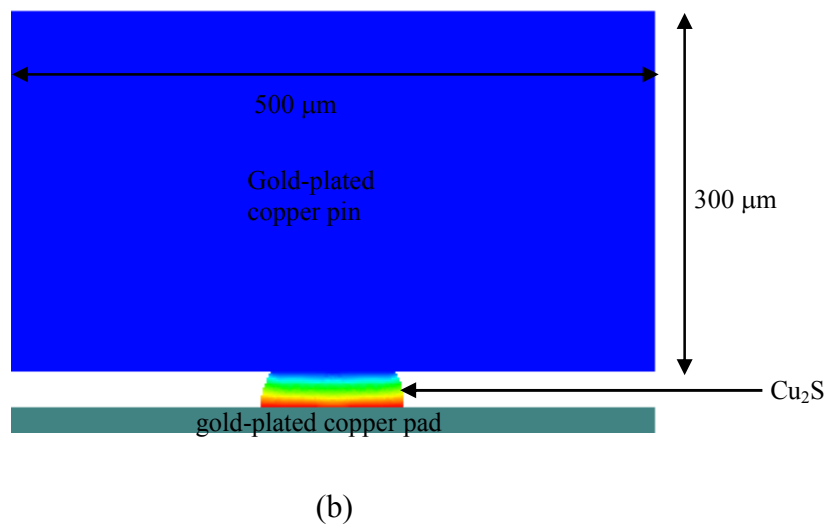 500 μm
Gold-plated
copper pin
300 μm
Cu₂S
gold-plated copper pad
(b)